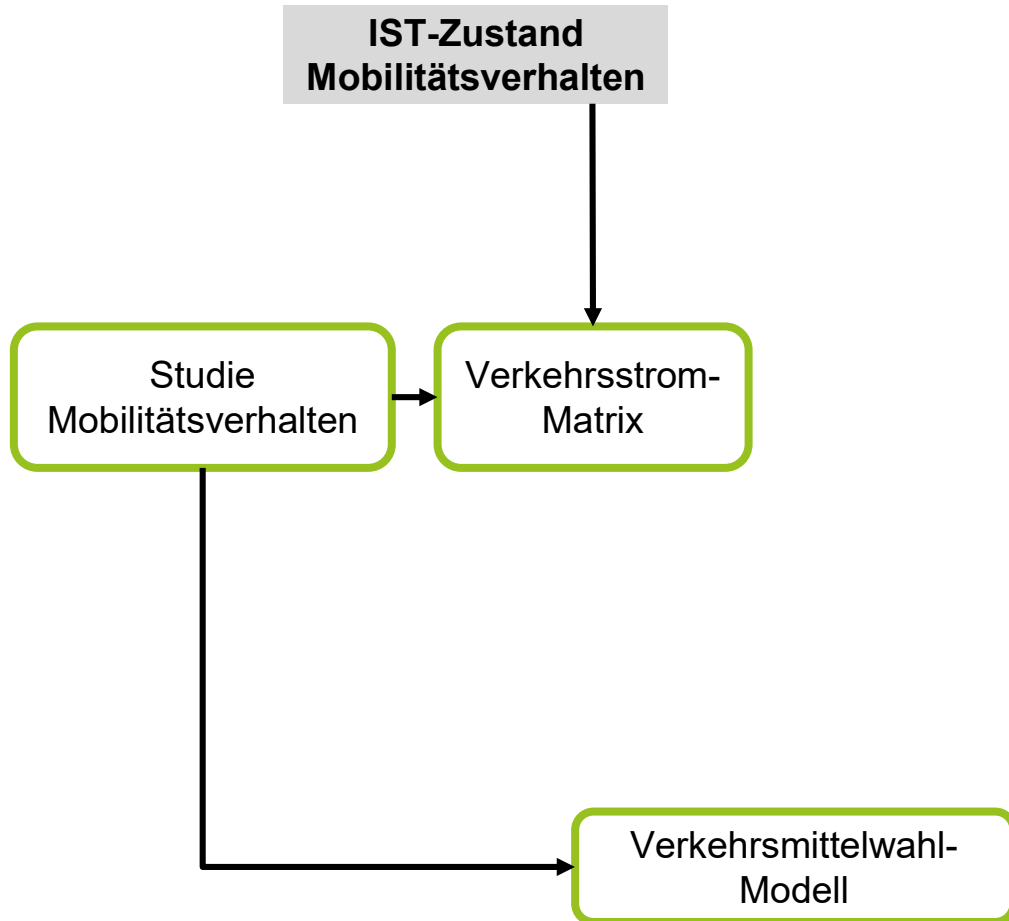 IST-Zustand
Mobilitätsverhalten
Studie
Mobilitätsverhalten
Verkehrsstrom-
Matrix
Verkehrsmittelwahl-
Modell